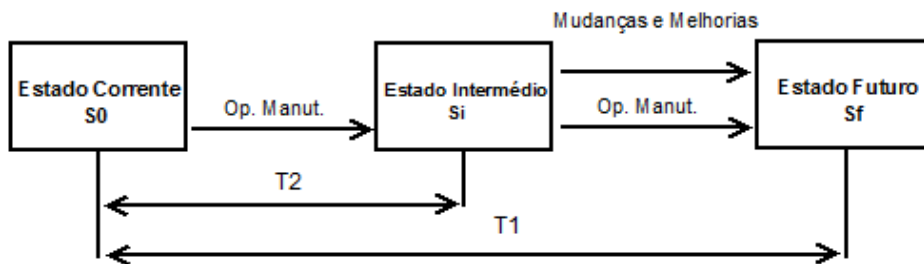 Mudanças e Melhorias
Estado Corrente
S0
Op. Manut.
Estado Intermédio
Si
Op. Manut.
Estado Futuro
Sf
T2
T1